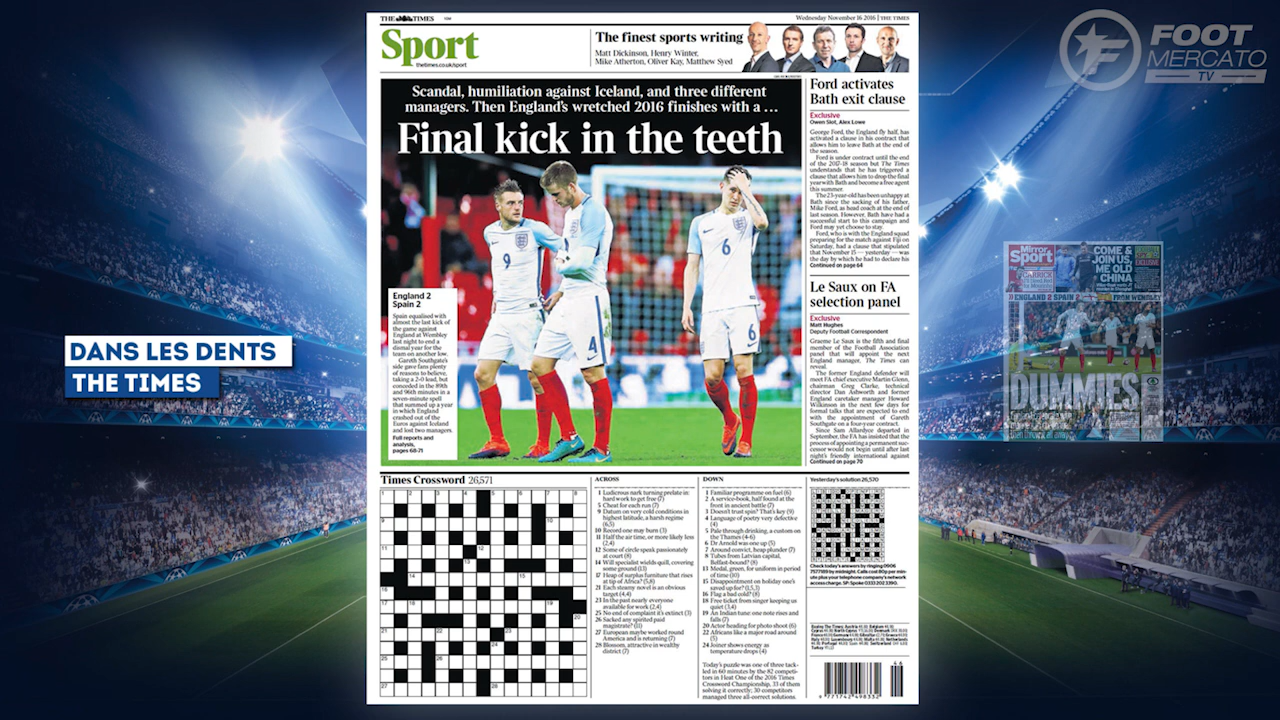 THE TIMES
Wednesday November 16 2016 | THE TIMES
Sport
thetimes.co.uk/sport
The finest sports writing
Matt Dickinson, Henry Winter,
Mike Atherton, Oliver Kay, Matthew Syed
FOOT
MERCATO
TV
Scandal, humiliation against Iceland, and three different
managers. Then England's wretched 2016 finishes with a …
Final kick in the teeth
9
4
6
6
England 2
Spain 2
Spain equalised with
almost the last kick of
the game against
England at Wembley
last night to end a
dismal year for the
team on another low.
Gareth Southgate's
side gave fans plenty
of reasons to believe,
taking a 2-0 lead, but
conceded in the 89th
and 96th minutes in a
seven-minute spell
that summed up a year
in which England
crashed out of the
Euros against Iceland
and lost two managers.
Full reports and
analysis,
pages 68-71
Ford activates
Bath exit clause
Exclusive
Owen Slot, Alex Lowe
George Ford, the England fly half, has
activated a clause in his contract that
allows him to leave Bath at the end of
the season.
Ford is under contract until the end
of the 2017-18 season but The Times
understands that he has triggered a
clause that allows him to drop the final
year with Bath and become a free agent
this summer.
The 23-year-old has been unhappy at
Bath since the sacking of his father,
Mike Ford, as head coach at the end of
last season. However, Bath have had a
successful start to this campaign and
Ford may yet choose to stay.
Ford, who is with the England squad
preparing for the match against Fiji on
Saturday, had a clause that stipulated
that November 15 — yesterday — was
the day by which he had to declare his
Continued on page 64
Le Saux on FA
selection panel
Exclusive
Matt Hughes
Deputy Football Correspondent
Graeme Le Saux is the fifth and final
member of the Football Association
panel that will appoint the next
England manager, The Times can
reveal.
The former England defender will
meet FA chief executive Martin Glenn,
chairman Greg Clarke, technical
director Dan Ashworth and former
England caretaker manager Howard
Wilkinson in the next few days for
formal talks that are expected to end
with the appointment of Gareth
Southgate on a four-year contract.
Since Sam Allardyce departed in
September, the FA has insisted that the
process of appointing a permanent suc-
cessor would not begin until after last
night's friendly international against
Continued on page 70
DANS LES DENTS
THE TIMES
Mirror
Sport
COME &
JOIN US,
ME OLD
CHINA
ENGLAND 2 SPAIN 2
FROM WEMBLEY
DUMM
Times Crossword 26,571
ACROSS
1 Ludicrous nark turning prelate in:
hard work to get free (7)
5 Cheat for each run (7)
9 Datum on very cold conditions in
highest latitude, a harsh regime
(6,5)
10 Record one may burn (3)
11 Half the air time, or more likely less
(2,4)
12 Some of circle speak passionately
at court (8)
14 Will specialist wields quill, covering
some ground (13)
17 Heap of surplus furniture that rises
at tip of Africa? (5,8)
21 Each steamy novel is an obvious
target (4,4)
23 In the past nearly everyone
available for work (2,4)
25 No end of complaint it's extinct (3)
26 Sacked any spirited paid
magistrate? (11)
27 European maybe worked round
America and is returning (7)
28 Blossom, attractive in wealthy
district (7)
DOWN
1 Familiar programme on fuel (6)
2 A service-book, half found at the
front in ancient battle (7)
3 Doesn't trust spin? That's key (9)
4 Language of poetry very defective
(4)
5 Pale through drinking, a custom on
the Thames (4-6)
6 Dr Arnold was one up (5)
7 Around convict, heap plunder (7)
8 Tubes from Latvian capital,
Belfast-bound? (8)
13 Medal, green, for uniform in period
of time (10)
15 Disappointment on holiday one's
saved up for? (1,5,3)
16 Flag a bad cold? (8)
18 Free ticket from singer keeping us
quiet (3,4)
19 An Indian tune: one note rises and
falls (7)
20 Actor heading for photo shoot (6)
22 Africans like a major road around
(5)
24 Joiner shows energy as
temperature drops (4)
Today's puzzle was one of three tack-
led in 60 minutes by the 82 competi-
tors in Heat One of the 2016 Times
Crossword Championship, 33 of them
solving it correctly; 30 competitors
managed three all-correct solutions.
Yesterday's solution 26,570
Check today's answers by ringing 0906
7577189 by midnight. Calls cost 80p per min-
ute plus your telephone company's network
access charge. SP: Spoke 0333 202 3390.
46
9 771742 498332